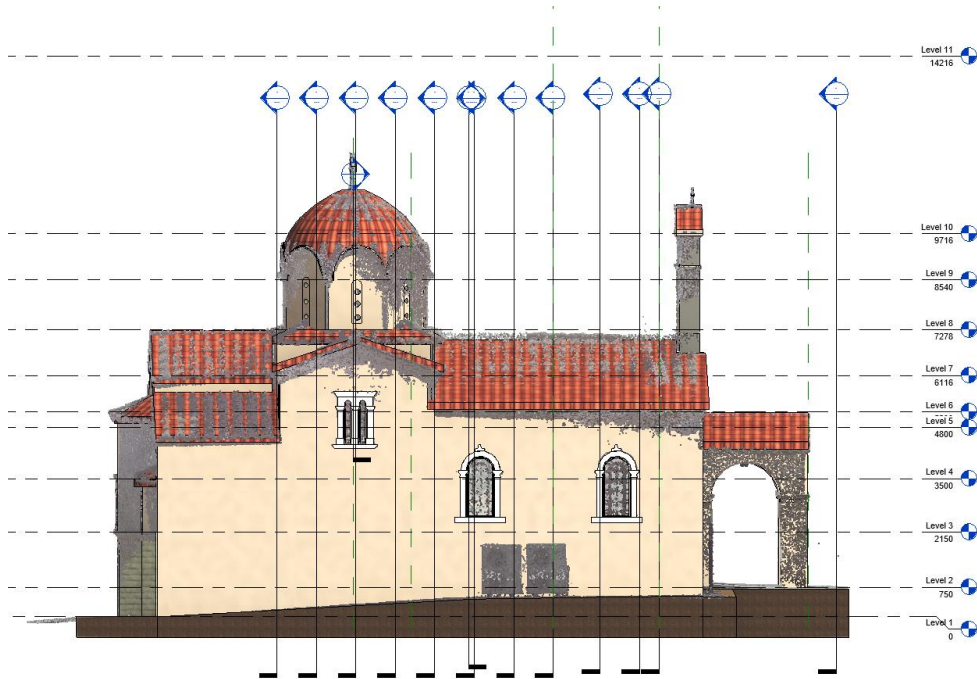 Level 11
14216
Level 10
9716
Level 9
8540
Level 8
7278
Level 7
6116
Level 6
Level 5
4800
Level 4
3500
Level 3
2150
Level 2
750
Level 1
0